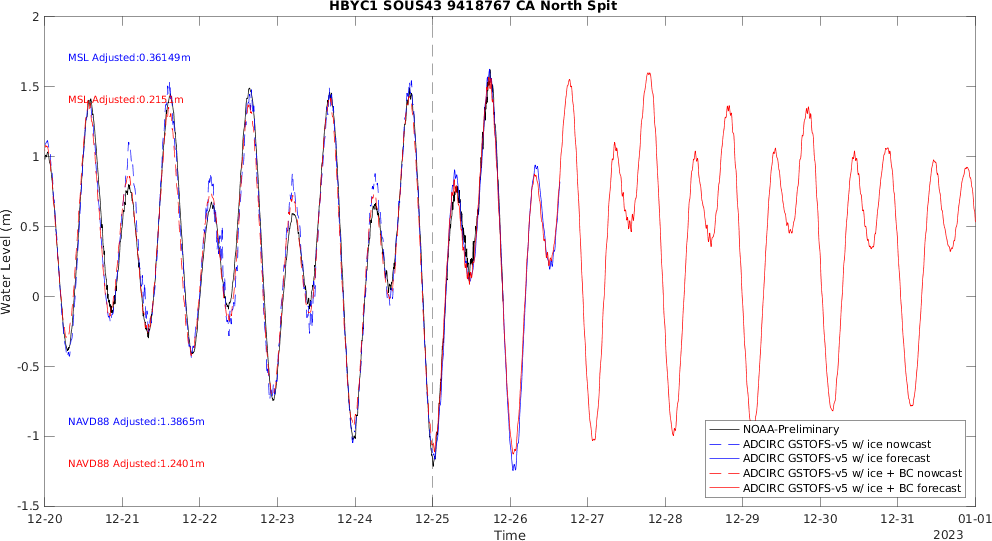 HBYC1 SOUS43 9418767 CA North Spit
2
1.5
1
0.5
0
-0.5
-1
-1.5
Water Level (m)
MSL Adjusted:0.36149m
MSL Adjusted:0.2151m
NAVD88 Adjusted:1.3865m
NAVD88 Adjusted:1.2401m
NOAA-Preliminary
ADCIRC GSTOFS-v5 w/ ice nowcast
ADCIRC GSTOFS-v5 w/ ice forecast
ADCIRC GSTOFS-v5 w/ ice + BC nowcast
ADCIRC GSTOFS-v5 w/ ice + BC forecast
12-20 12-21 12-22 12-23 12-24 12-25 12-26 12-27 12-28 12-29 12-30 12-31 01-01
Time
2023